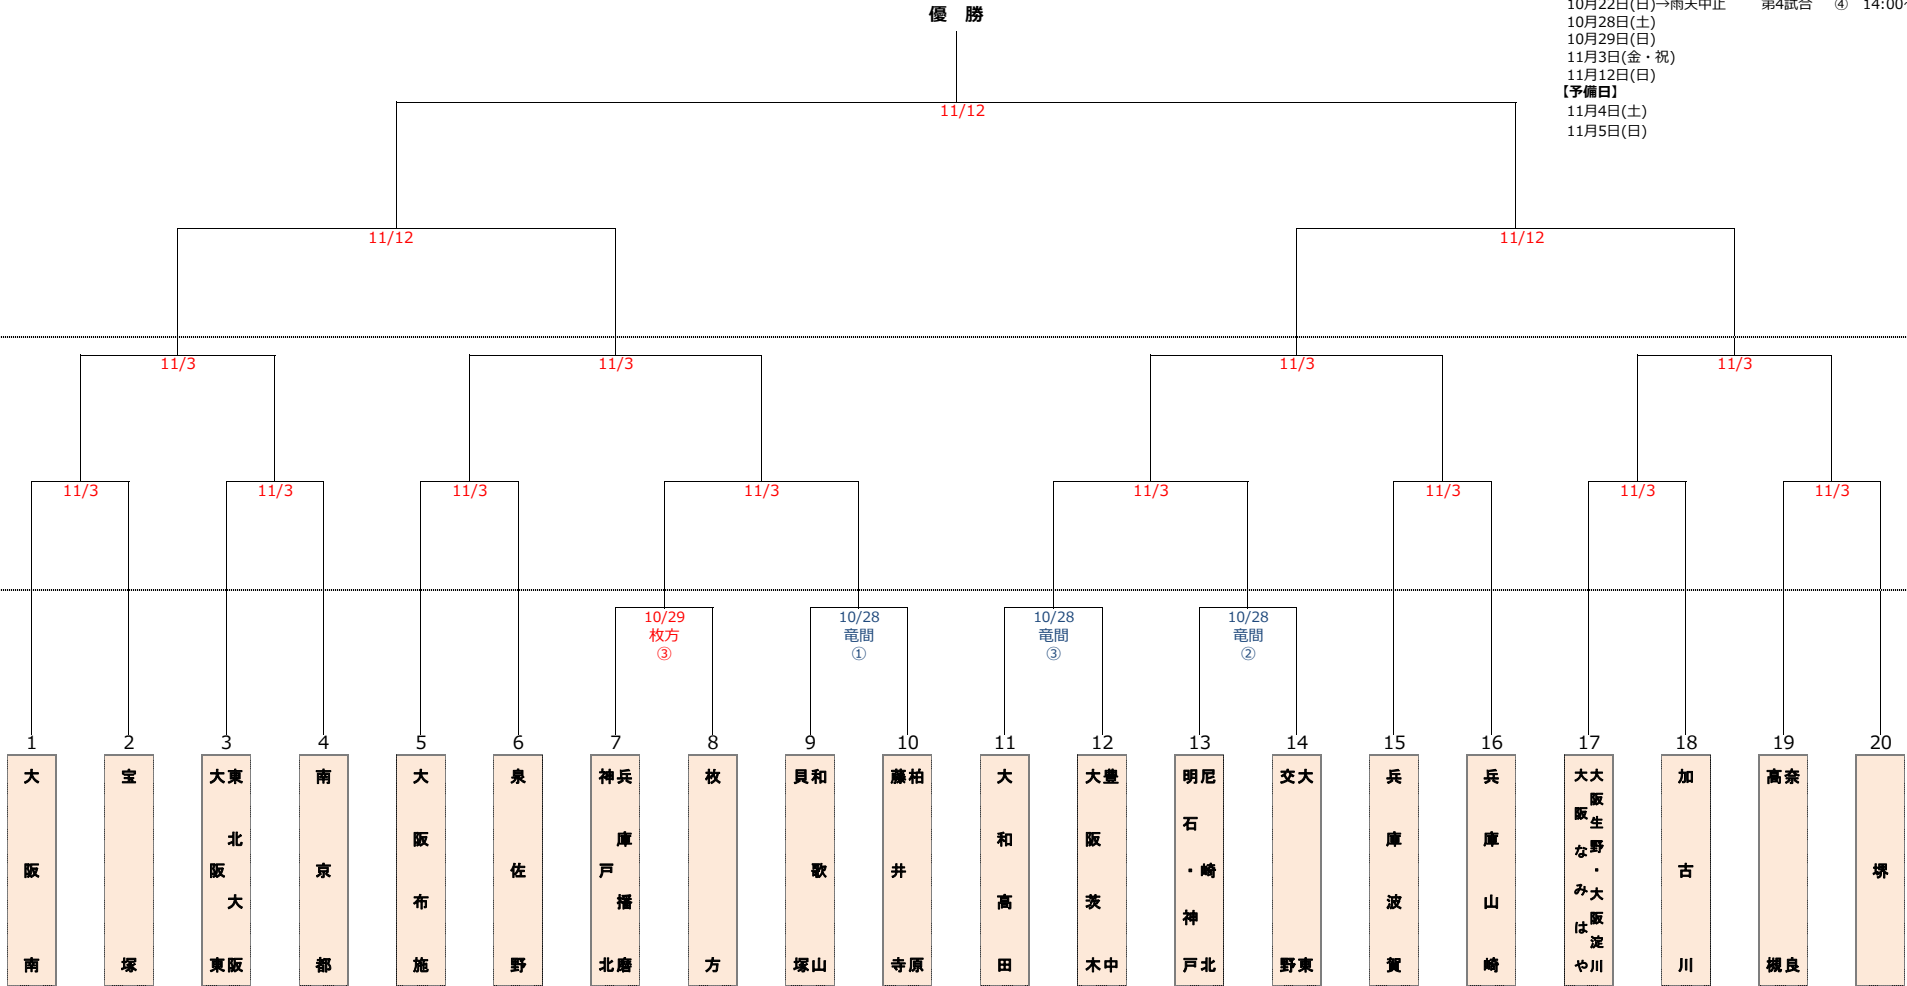 優　勝
10月22日(日)→雨天中止　第4試合　④　14:00~
10月28日(土)
10月29日(日)
11月3日(金・祝)
11月12日(日)
【予備日】
11月4日(土)
11月5日(日)
11/12
11/12
11/12
11/3
11/3
11/3
11/3
11/3
11/3
11/3
11/3
11/3
11/3
11/3
11/3
10/29
枚方
③
10/28
竜間
①
10/28
竜間
③
10/28
竜間
②
1
大阪南
2
宝塚
3
東北大阪
大阪東
4
南京都
5
大阪布施
6
泉佐野
7
兵庫播磨
神戸北
8
枚方
9
和歌山
貝塚
10
柏原
藤井寺
11
大和高田
12
豊中
大阪茨木
13
尼崎北
明石・神戸
14
大東
交野
15
兵庫波賀
16
兵庫山崎
17
大阪生野・大阪淀川
大阪なみはや
18
加古川
19
奈良
高槻
20
堺